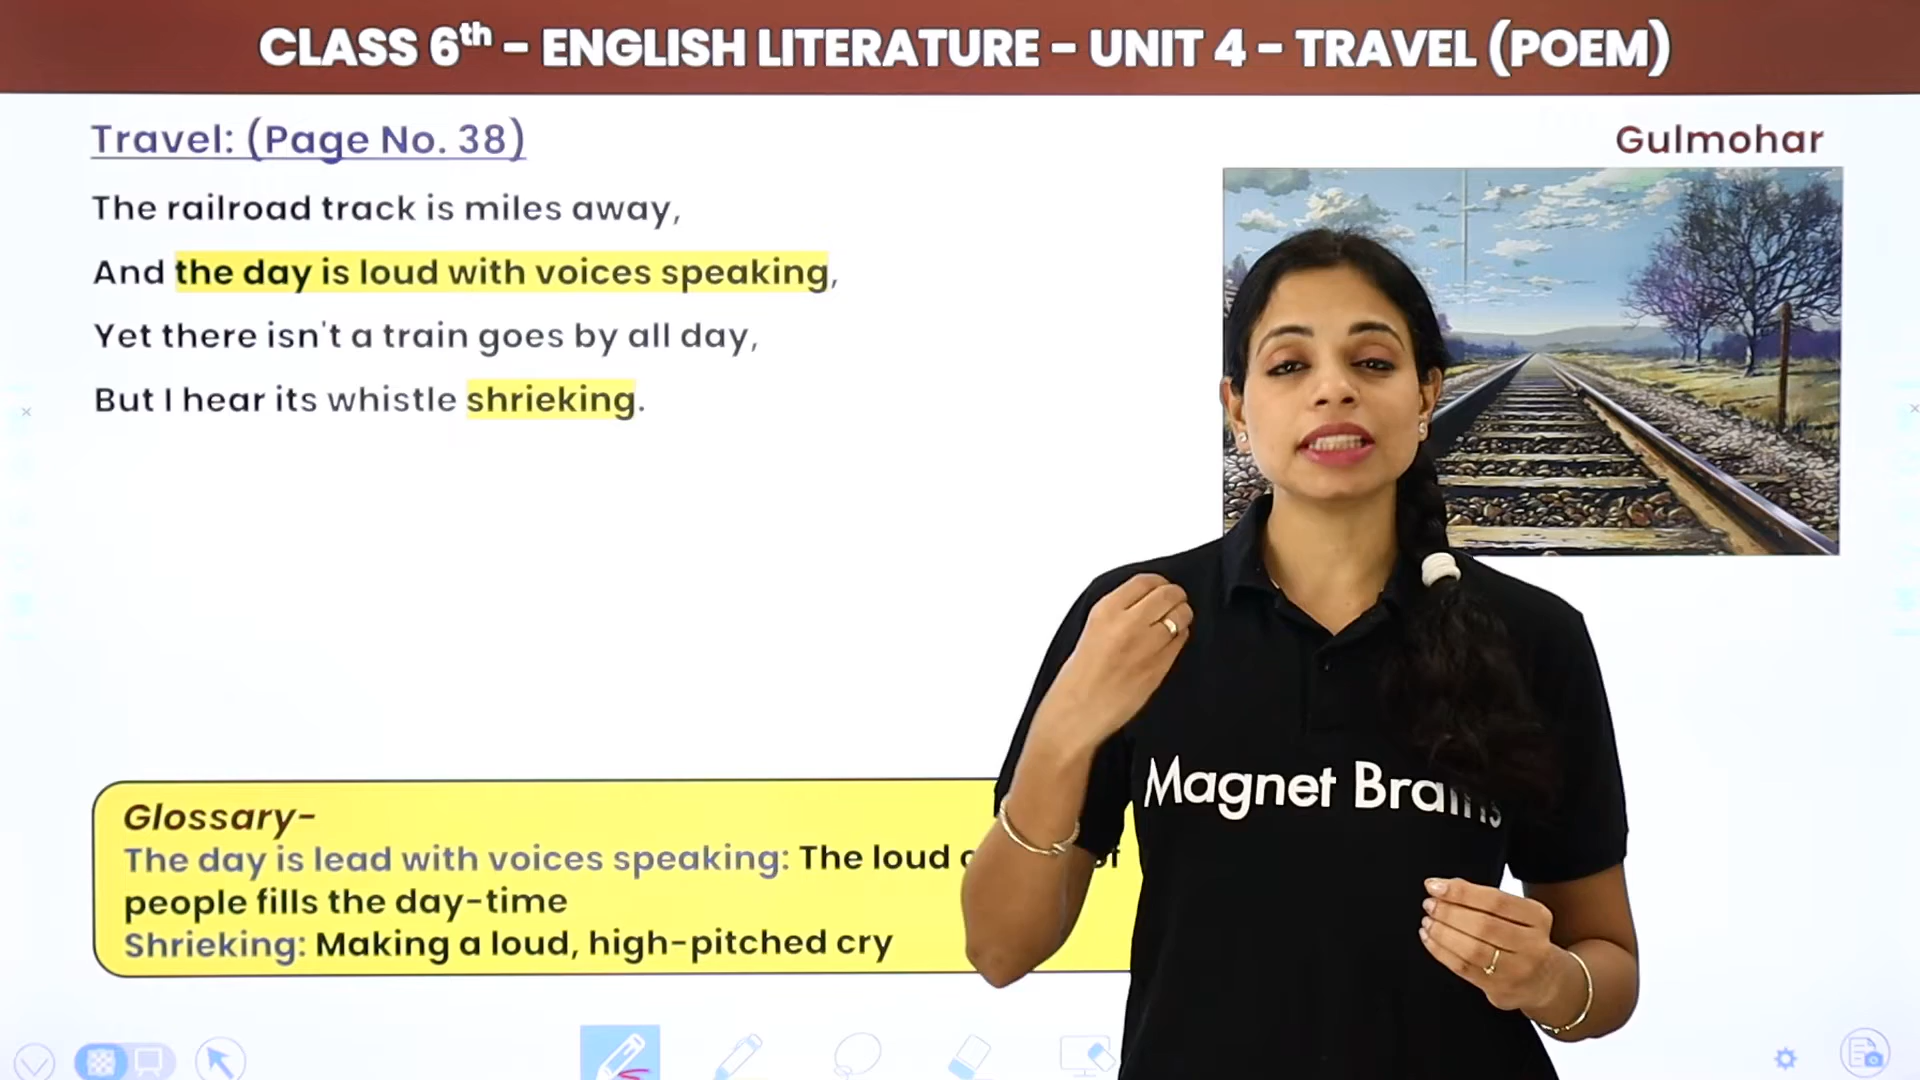 CLASS 6th - ENGLISH LITERATURE - UNIT 4 - TRAVEL (POEM)
Travel: (Page No. 38)
Gulmohar
The railroad track is miles away,
And the day is loud with voices speaking,
Yet there isn't a train goes by all day,
But I hear its whistle shrieking.
Magnet Brains
Glossary-
The day is lead with voices speaking: The loud
people fills the day-time
Shrieking: Making a loud, high-pitched cry